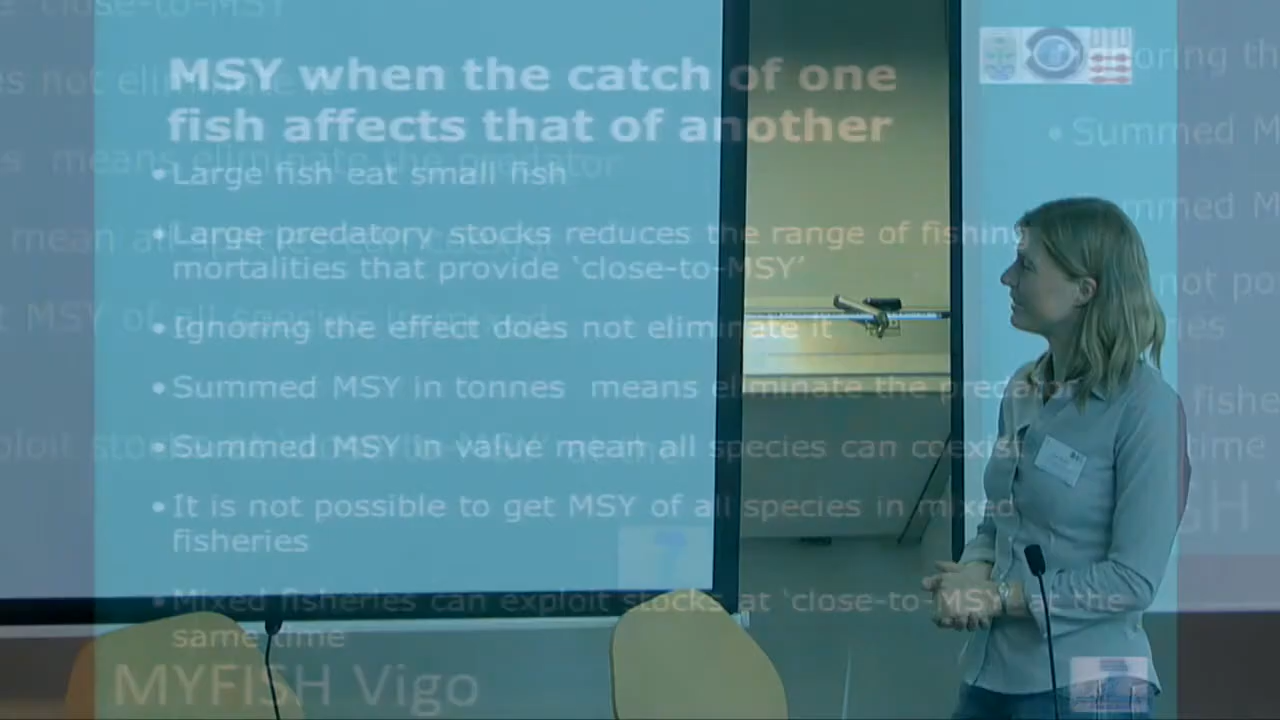 MSY when the catch of one
fish affects that of another
• Large fish eat small fish
• Large predatory stocks reduces the range of fishing
mortalities that provide ‘close-to-MSY’
• Ignoring the effect does not eliminate it
• Summed MSY in tonnes means eliminate the predator
• Summed MSY in value mean all species can coexist
• It is not possible to get MSY of all species in mixed
fisheries
• Mixed fisheries can exploit stocks at ‘close-to-MSY’ at the
same time
MYFISH Vigo